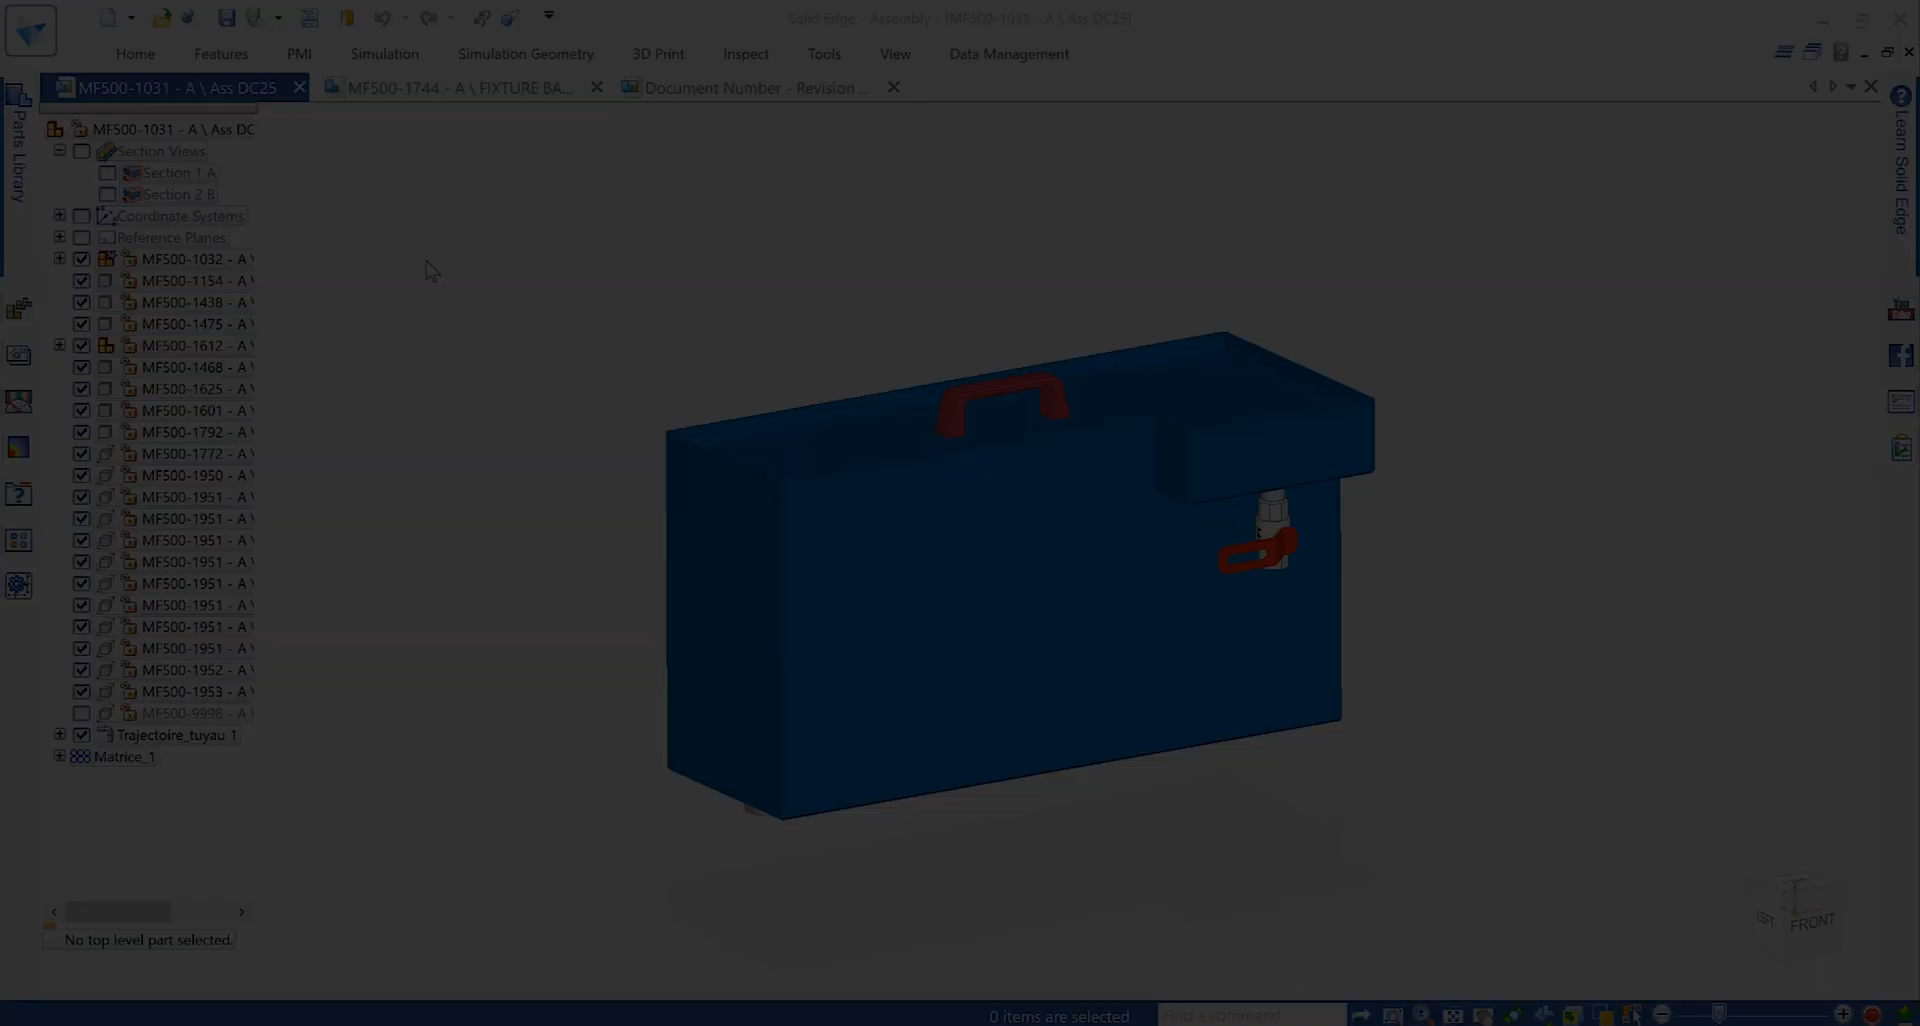 Solid Edge - Assembly - [MF500-1031 - A \ Ass DC25]
Home Features PMI Simulation Simulation Geometry 3D Print Inspect Tools View Data Management
MF500-1031 - A \ Ass DC25 MF500-1744 - A \ FIXTURE BA... Document Number - Revision ...
Parts Library
Learn Solid Edge
MF500-1031 - A \ Ass DC
Section Views
Section 1 A
Section 2 B
Coordinate Systems
Reference Planes
MF500-1032 - A \
MF500-1154 - A \
MF500-1438 - A \
MF500-1475 - A \
MF500-1612 - A \
MF500-1468 - A \
MF500-1625 - A \
MF500-1601 - A \
MF500-1792 - A \
MF500-1772 - A \
MF500-1950 - A \
MF500-1951 - A \
MF500-1951 - A \
MF500-1951 - A \
MF500-1951 - A \
MF500-1951 - A \
MF500-1951 - A \
MF500-1951 - A \
MF500-1951 - A \
MF500-1952 - A \
MF500-1953 - A \
MF500-9998 - A \
Trajectoire_tuyau 1
Matrice_1
You
Tube
No top level part selected.
LEFT FRONT
0 items are selected Find a command